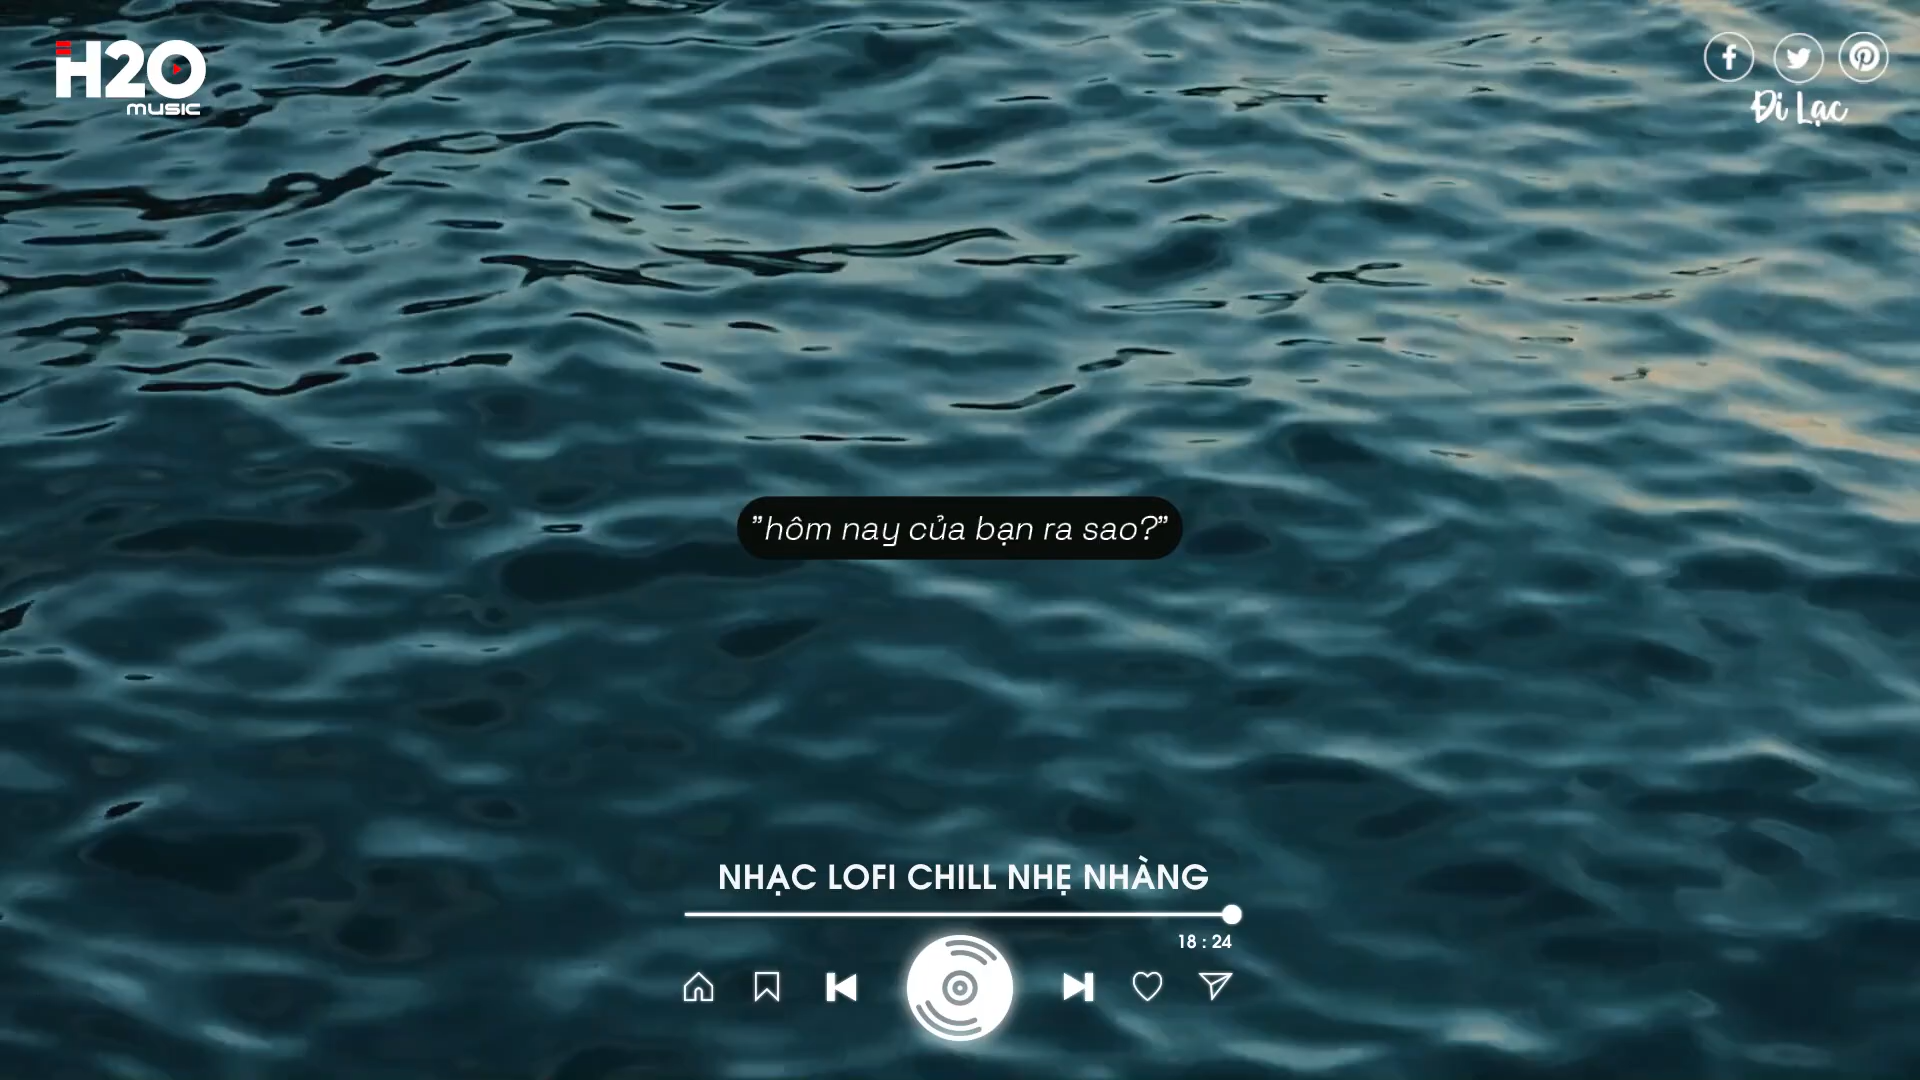 H2O
MUSIC
Đi Lạc
"hôm nay của bạn ra sao?"
NHẠC LOFI CHILL NHẸ NHÀNG
18 : 24